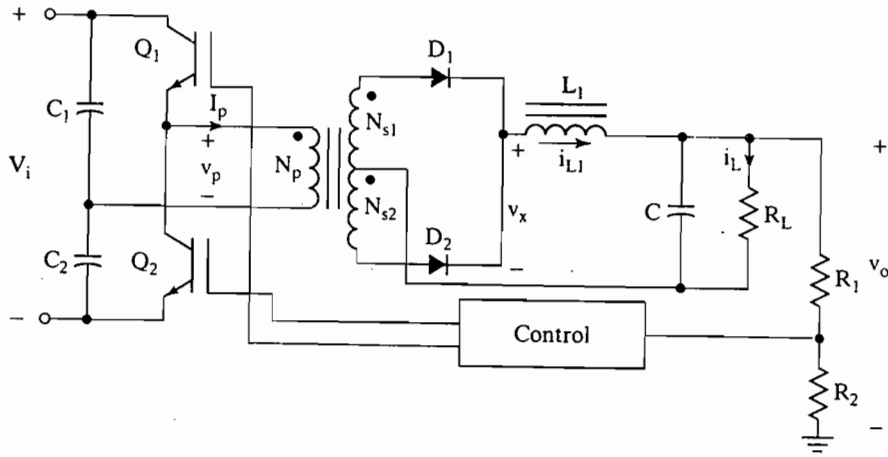 +
Q1
D1
L1
C1
Ip
Ns1
+
+
iL1
iL
+
Vi
vp
Np
-
Ns2
vx
C
RL
C2
Q2
D2
-
R1
vo
-
Control
R2
-